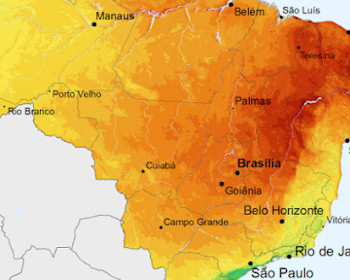 Manaus
Belém
São Luís
Teresina
Porto Velho
Rio Branco
Palmas
Cuiabá
Brasília
Goiânia
Belo Horizonte
Vitória
Campo Grande
Rio de Ja
São Paulo